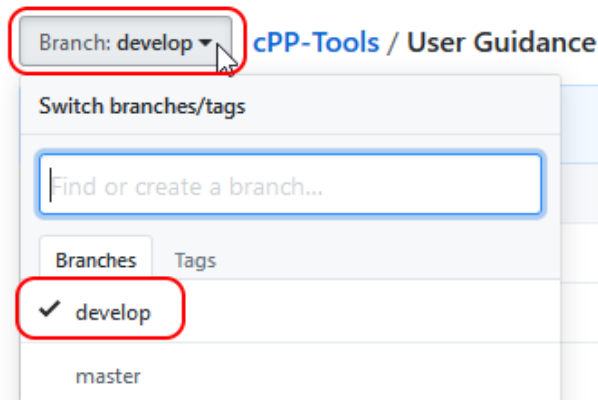 Branch: develop cPP-Tools / User Guidance
Switch branches/tags
Find or create a branch...
Branches Tags
develop
master